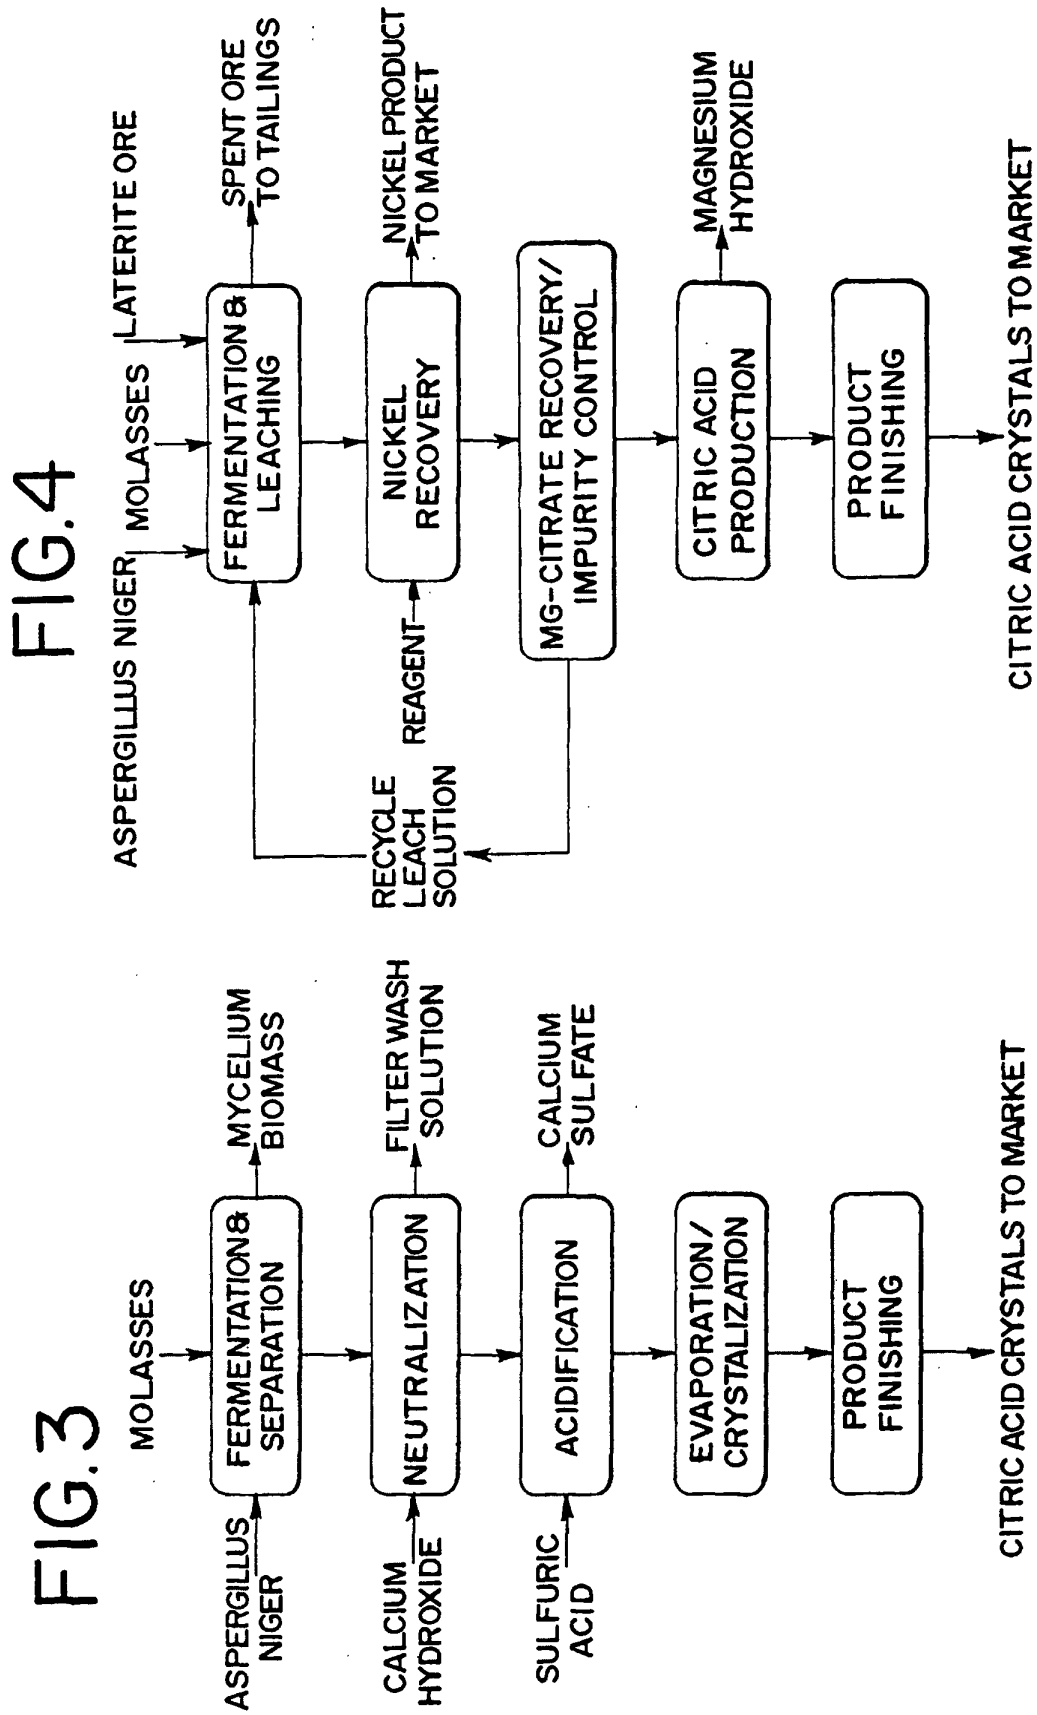 FIG.3
MOLASSES
ASPERGILLUS
NIGER
FERMENTATION&
SEPARATION
MYCELIUM
BIOMASS
CALCIUM
HYDROXIDE
NEUTRALIZATION
FILTER WASH
SOLUTION
SULFURIC
ACID
ACIDIFICATION
CALCIUM
SULFATE
EVAPORATION/
CRYSTALIZATION
PRODUCT
FINISHING
CITRIC ACID CRYSTALS TO MARKET
FIG.4
ASPERGILLUS NIGER
MOLASSES
LATERITE ORE
FERMENTATION&
LEACHING
SPENT ORE
TO TAILINGS
RECYCLE
LEACH
SOLUTION
REAGENT
NICKEL
RECOVERY
NICKEL PRODUCT
TO MARKET
MG-CITRATE RECOVERY/
IMPURITY CONTROL
CITRIC ACID
PRODUCTION
MAGNESIUM
HYDROXIDE
PRODUCT
FINISHING
CITRIC ACID CRYSTALS TO MARKET